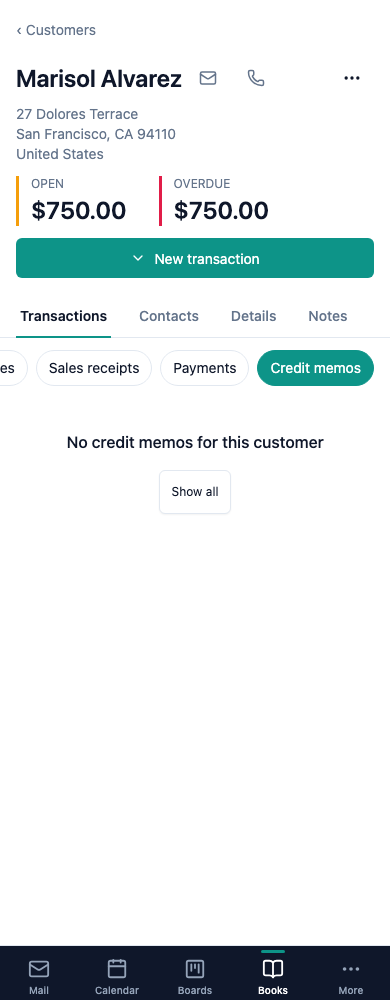 ‹ Customers
Marisol Alvarez
27 Dolores Terrace
San Francisco, CA 94110
United States
OPEN
$750.00
OVERDUE
$750.00
New transaction
Transactions Contacts Details Notes
es Sales receipts Payments Credit memos
No credit memos for this customer
Show all
Mail Calendar Boards Books More